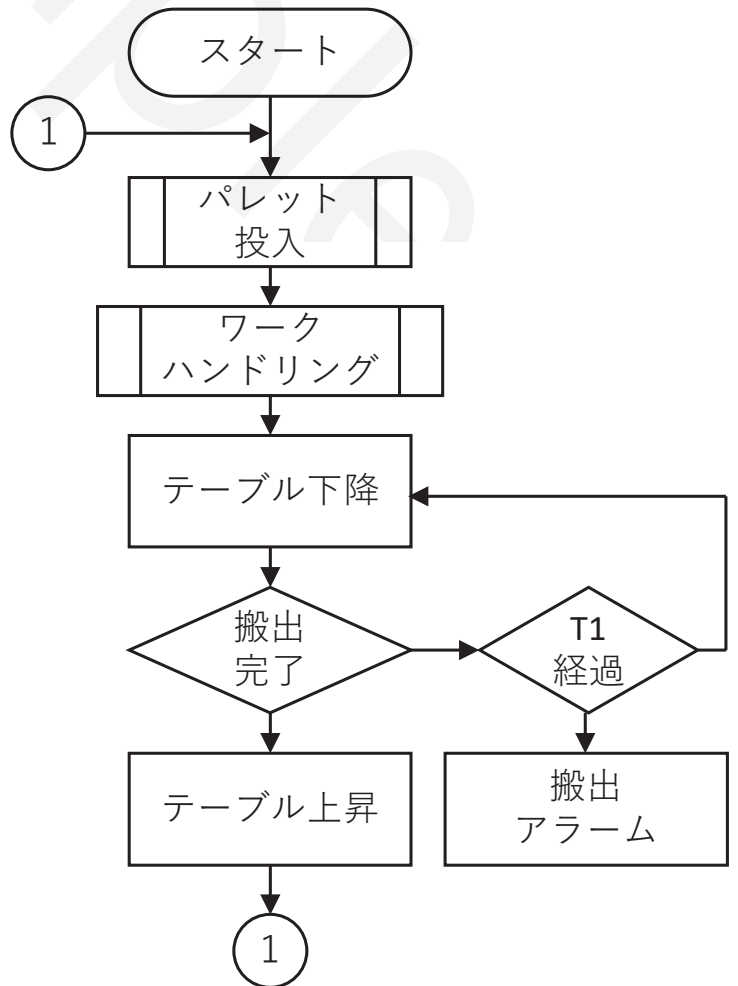 スタート
1
パレット
投入
ワーク
ハンドリング
テーブル下降
搬出
完了
T1
経過
テーブル上昇
搬出
アラーム
1